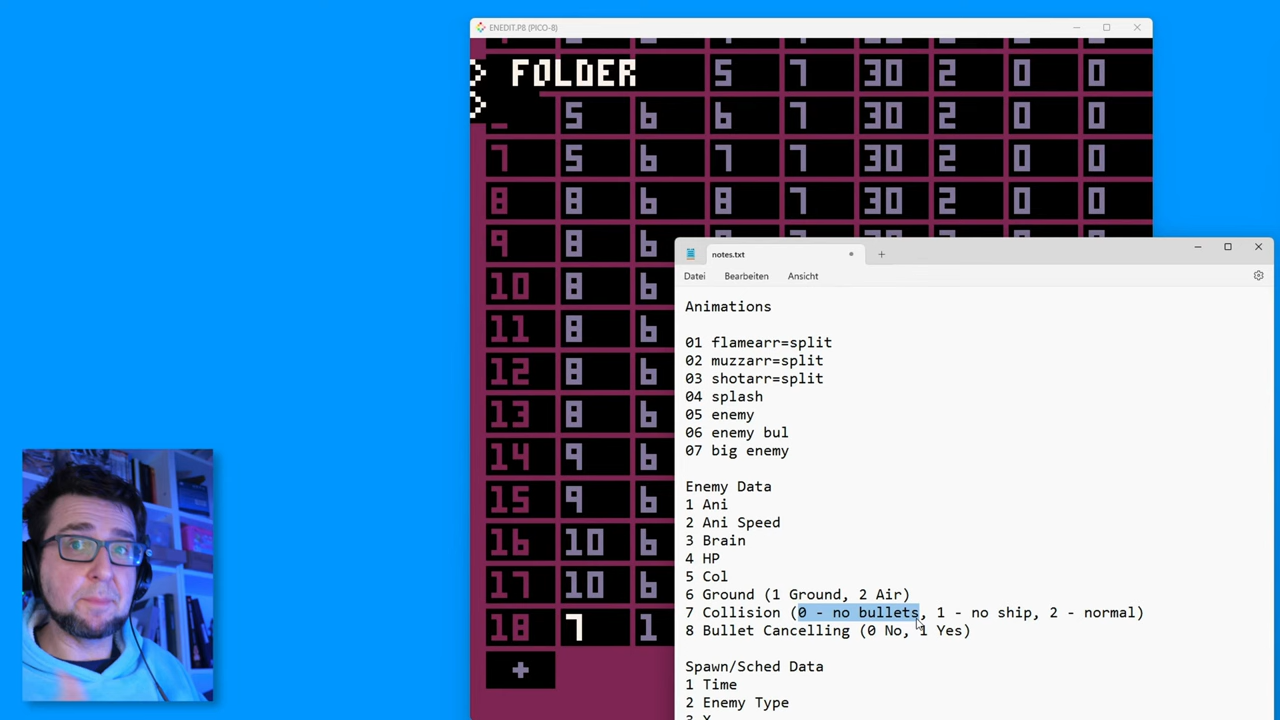 ENEDIT.P8 (PICO-8)
> FOLDER 5 7 30 2 0 0
>
5 6 6 7 30 2 0 0
7 5 6 7 7 30 2 0 0
8 8 6 8 7 30 2 0 0
9 8 6
10 8 6
11 8 6
12 8 6
13 8 6
14 9 6
15 9 6
16 10 6
17 10 6
18 7 1
+
notes.txt
Datei Bearbeiten Ansicht
Animations
01 flamearr=split
02 muzzarr=split
03 shotarr=split
04 splash
05 enemy
06 enemy bul
07 big enemy
Enemy Data
1 Ani
2 Ani Speed
3 Brain
4 HP
5 Col
6 Ground (1 Ground, 2 Air)
7 Collision (0 - no bullets, 1 - no ship, 2 - normal)
8 Bullet Cancelling (0 No, 1 Yes)
Spawn/Sched Data
1 Time
2 Enemy Type